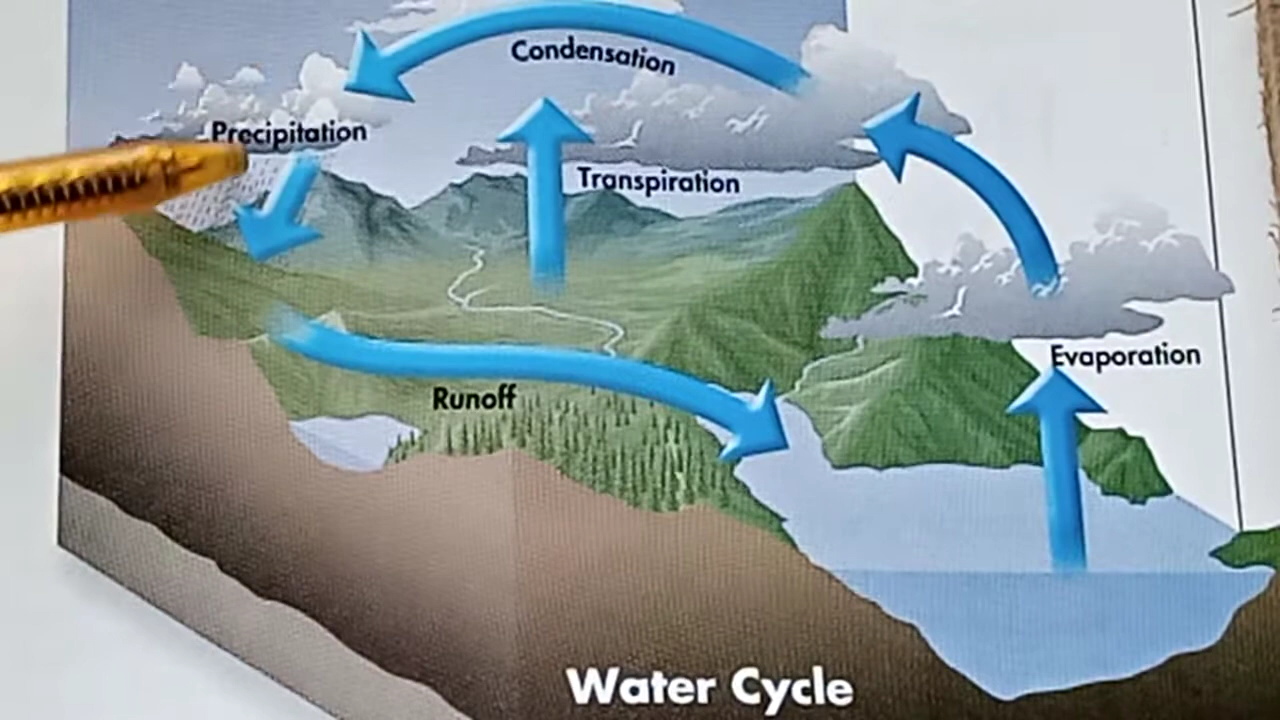 Condensation
Precipitation
Transpiration
Evaporation
Runoff
Water Cycle